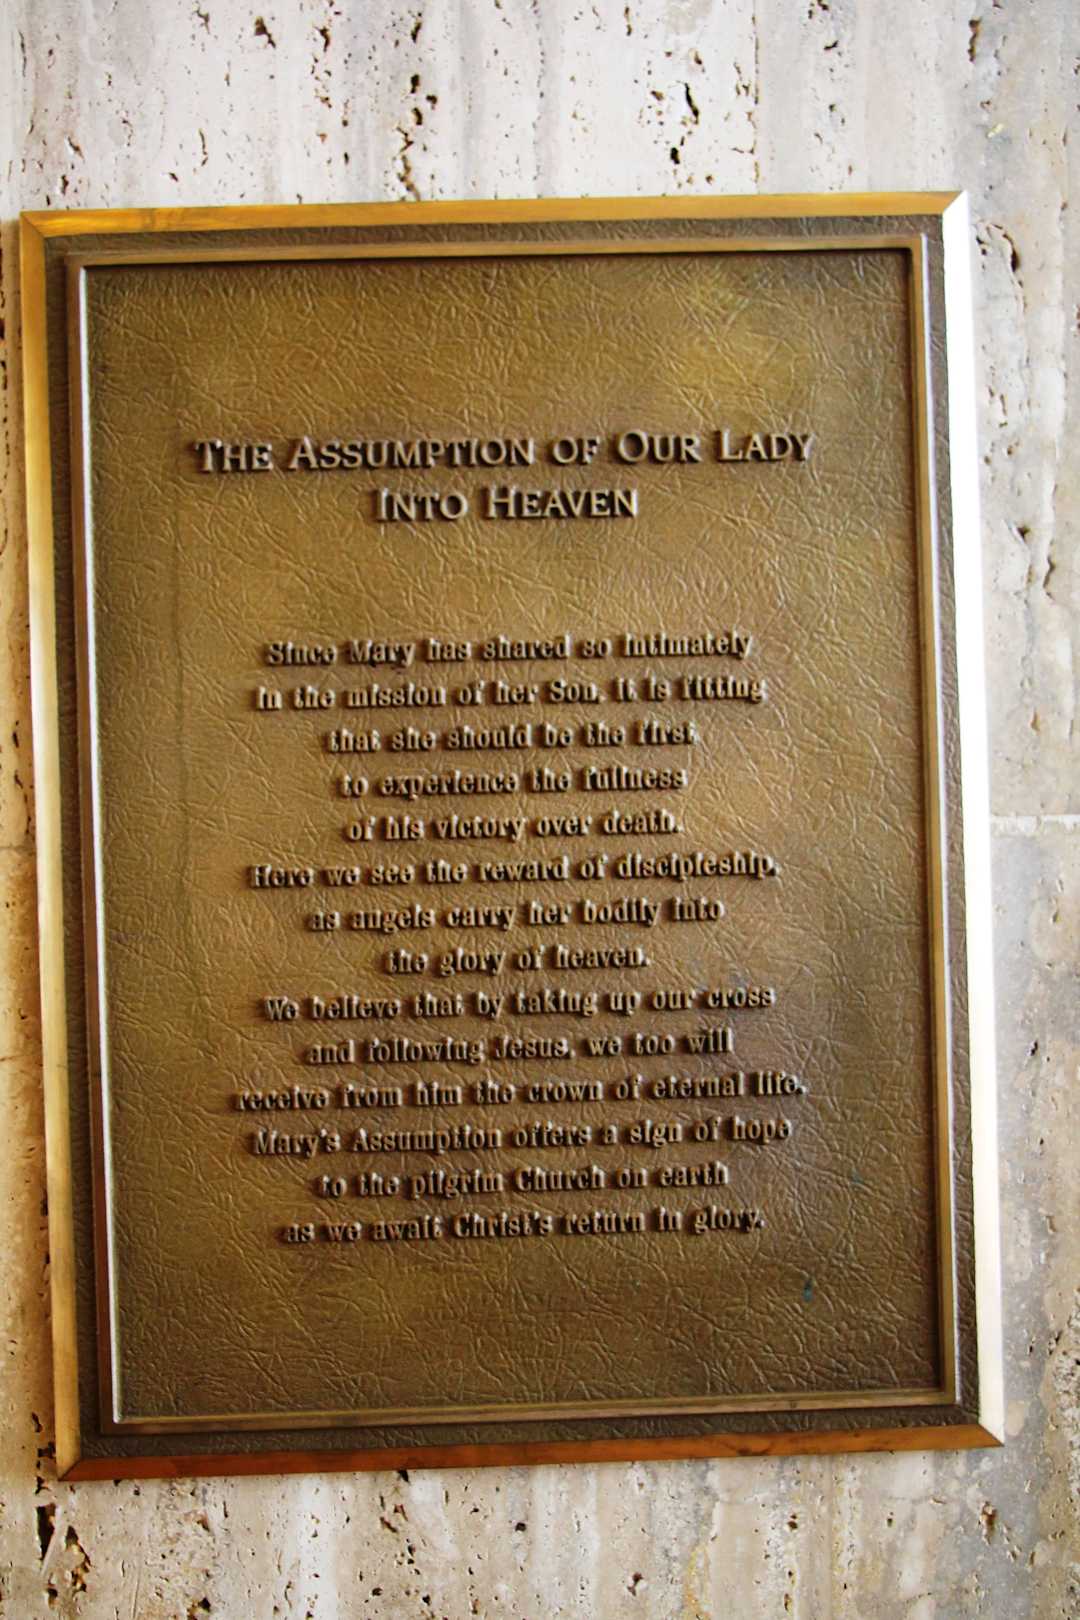 THE ASSUMPTION OF OUR LADY
INTO HEAVEN
Since Mary has shared so intimately
in the mission of her Son, it is fitting
that she should be the first
to experience the fullness
of his victory over death.
Here we see the reward of discipleship,
as angels carry her bodily into
the glory of heaven.
We believe that by taking up our cross
and following Jesus, we too will
receive from him the crown of eternal life.
Mary's Assumption offers a sign of hope
to the pilgrim Church on earth
as we await Christ's return in glory.